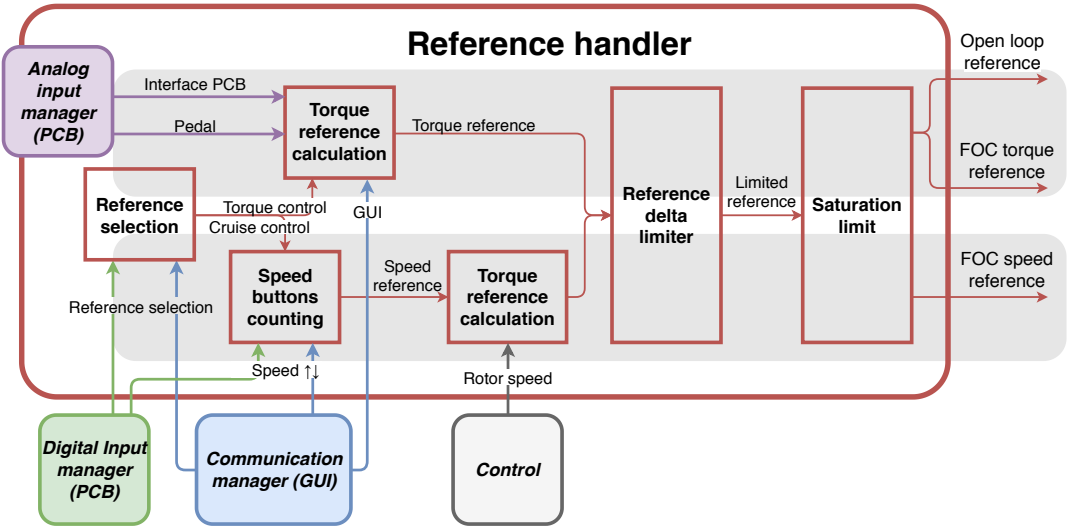 Reference handler
Open loop
reference
Analog
input
manager
(PCB)
Interface PCB
Pedal
Torque
reference
calculation
Torque reference
FOC torque
reference
Reference
selection
Torque control
Cruise control
GUI
Reference
delta
limiter
Limited
reference
Saturation
limit
Reference selection
Speed
buttons
counting
Speed
reference
Torque
reference
calculation
FOC speed
reference
Speed ↑↓
Rotor speed
Digital Input
manager
(PCB)
Communication
manager (GUI)
Control